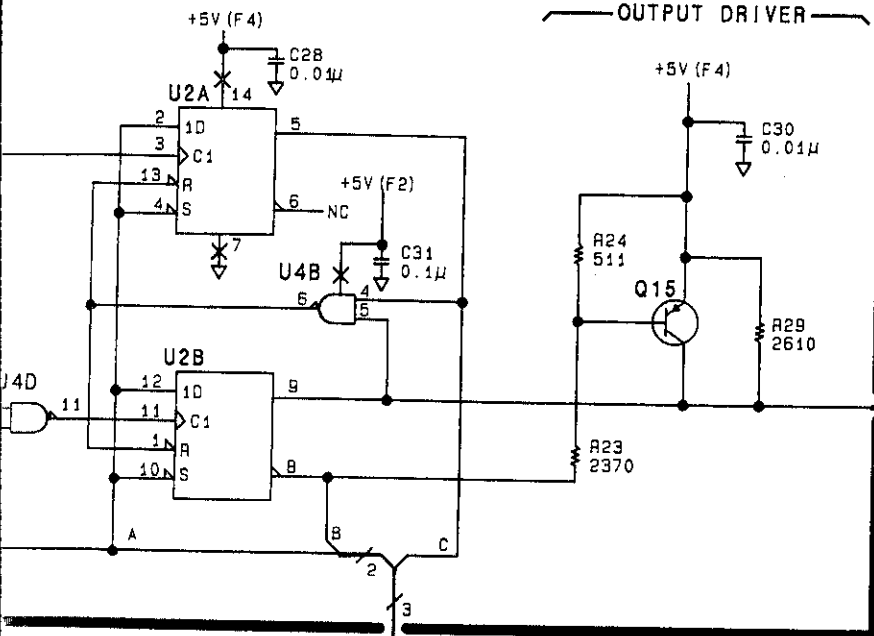 OUTPUT DRIVER
+5V (F4)
C28
0.01µ
U2A
14
2
1D
5
3
C1
13
R
4
S
6
NC
7
+5V (F2)
C31
0.1µ
U4B
6
4
5
+5V (F4)
C30
0.01µ
R24
511
Q15
R29
2610
U2B
12
1D
9
U4D
11
11
C1
1
R
10
S
8
R23
2370
A
B
C
2
3